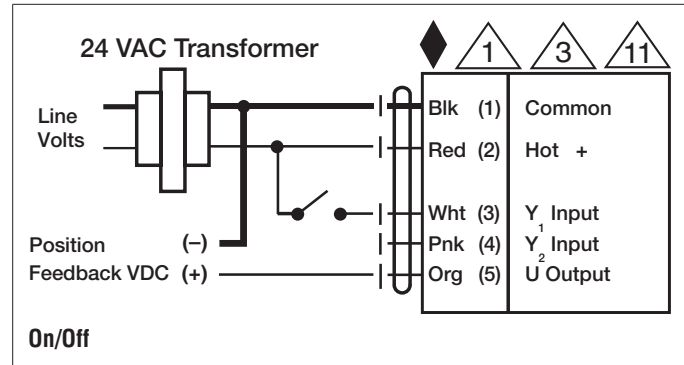 24 VAC Transformer
1 3 11
Line
Volts
Blk (1) Common
Red (2) Hot +
Wht (3) Y1 Input
Pnk (4) Y2 Input
Org (5) U Output
Position (–)
Feedback VDC (+)
On/Off